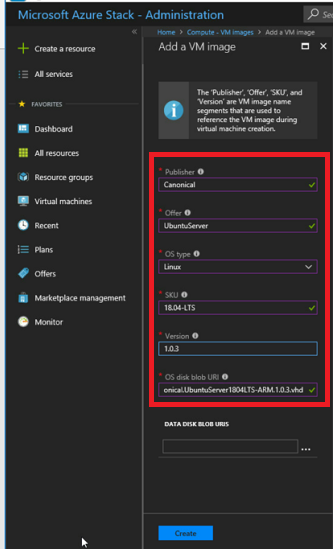 Microsoft Azure Stack - Administration
Home > Compute - VM images > Add a VM image
Add a VM image
Create a resource
All services
FAVORITES
Dashboard
All resources
Resource groups
Virtual machines
Recent
Plans
Offers
Marketplace management
Monitor
The 'Publisher', 'Offer', 'SKU', and
'Version' are VM image name
segments that are used to
reference the VM image during
virtual machine creation.
* Publisher
Canonical
* Offer
UbuntuServer
* OS type
Linux
* SKU
18.04-LTS
* Version
1.0.3
* OS disk blob URI
onical.UbuntuServer1804LTS-ARM.1.0.3.vhd
DATA DISK BLOB URIS
...
Create